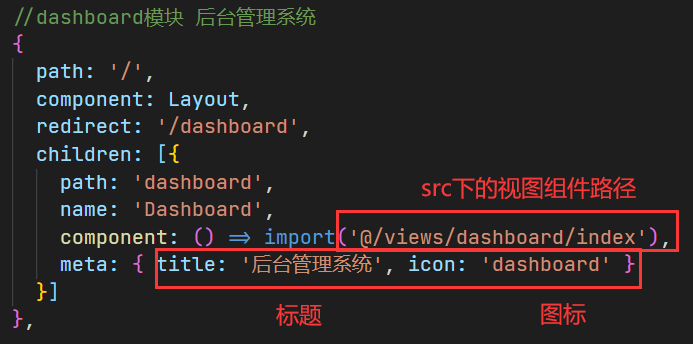 //dashboard模块 后台管理系统
{
path: '/',
component: Layout,
redirect: '/dashboard',
children: [{
path: 'dashboard',
src下的视图组件路径
name: 'Dashboard',
component: () => import('@/views/dashboard/index'),
meta: { title: '后台管理系统', icon: 'dashboard' }
}]
标题 图标
},